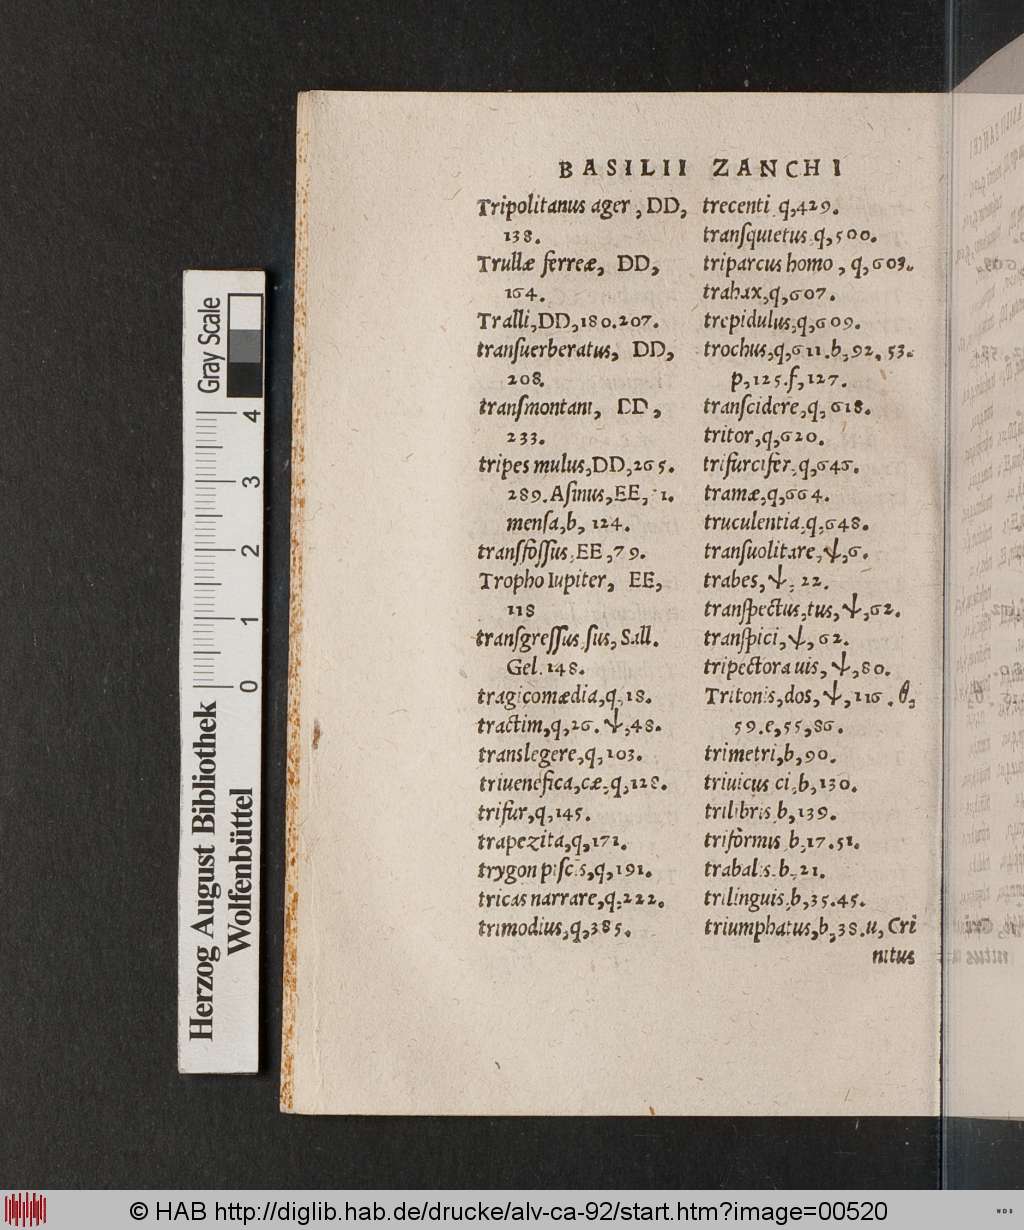 BASILII ZANCHI
Tripolitanus ager, DD,
138.
Trullæ ferreæ, DD,
164.
Tralli, DD, 180.207.
tranſuerberatus, DD,
208.
tranſmontani, DD,
233.
tripes mulus, DD, 265.
289. Aſinus, EE, 1.
menſa, b, 124.
transfoſſus, EE, 79.
Tropho Iupiter, EE,
118
tranſgreſſus ſus, Sall.
Gel. 148.
tragicomædia, q, 18.
tractim, q, 26. ψ, 48.
translegere, q, 103.
triuenefica, cæ, q, 128.
trifur, q, 145.
trapezita, q, 171.
trygon piſcis, q, 191.
tricas narrare, q, 222.
trimodius, q, 385.
trecenti q, 429.
tranſquietus q, 500.
triparcus homo, q, 603.
trahax, q, 607.
trepidulus, q, 609.
trochus, q, 611. b, 92, 53.
p, 125. f, 127.
tranſcidere, q, 618.
tritor, q, 620.
trifurcifer, q, 646.
tramæ, q, 664.
truculentia, q, 648.
tranſuolitare, ψ, 6.
trabes, ψ, 22.
tranſpectus, tus, ψ, 62.
tranſpici, ψ, 62.
tripectora uis, ψ, 80.
Tritonis, dos, ψ, 116. θ,
59. e, 55, 86.
trimetri, b, 90.
triuicus ci, b, 130.
trilibris b, 139.
triformis b, 17.51.
trabalis. b, 21.
trilinguis, b, 35.45.
triumphatus, b, 38. u, Cri
nitus
Gray Scale
0 1 2 3 4
Herzog August Bibliothek
Wolfenbüttel
© HAB http://diglib.hab.de/drucke/alv-ca-92/start.htm?image=00520